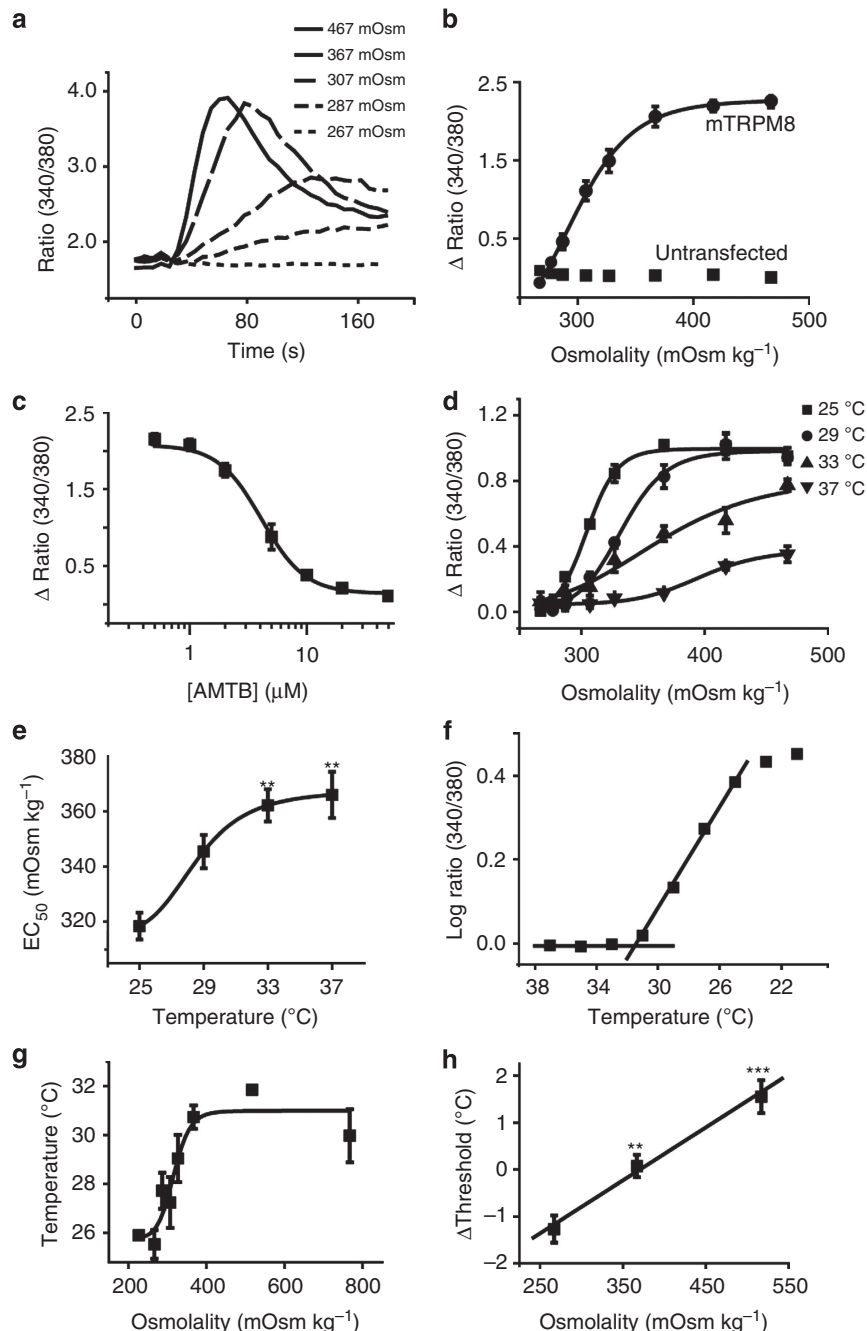 a
467 mOsm
367 mOsm
307 mOsm
287 mOsm
267 mOsm
4.0
3.0
2.0
Ratio (340/380)
0 80 160
Time (s)
b
2.5
1.5
0.5
Δ Ratio (340/380)
mTRPM8
Untransfected
300 400 500
Osmolality (mOsm kg–1)
c
2.5
1.5
0.5
Δ Ratio (340/380)
1 10
[AMTB] (μM)
d
25 °C
29 °C
33 °C
37 °C
1.2
0.8
0.4
0.0
Δ Ratio (340/380)
300 400 500
Osmolality (mOsm kg–1)
e
380
360
340
320
EC50 (mOsm kg–1)
** **
25 29 33 37
Temperature (°C)
f
0.4
0.2
0.0
Log ratio (340/380)
38 34 30 26 22
Temperature (°C)
g
32
30
28
26
Temperature (°C)
200 400 600 800
Osmolality (mOsm kg–1)
h
2
1
0
–1
–2
ΔThreshold (°C)
** ***
250 350 450 550
Osmolality (mOsm kg–1)